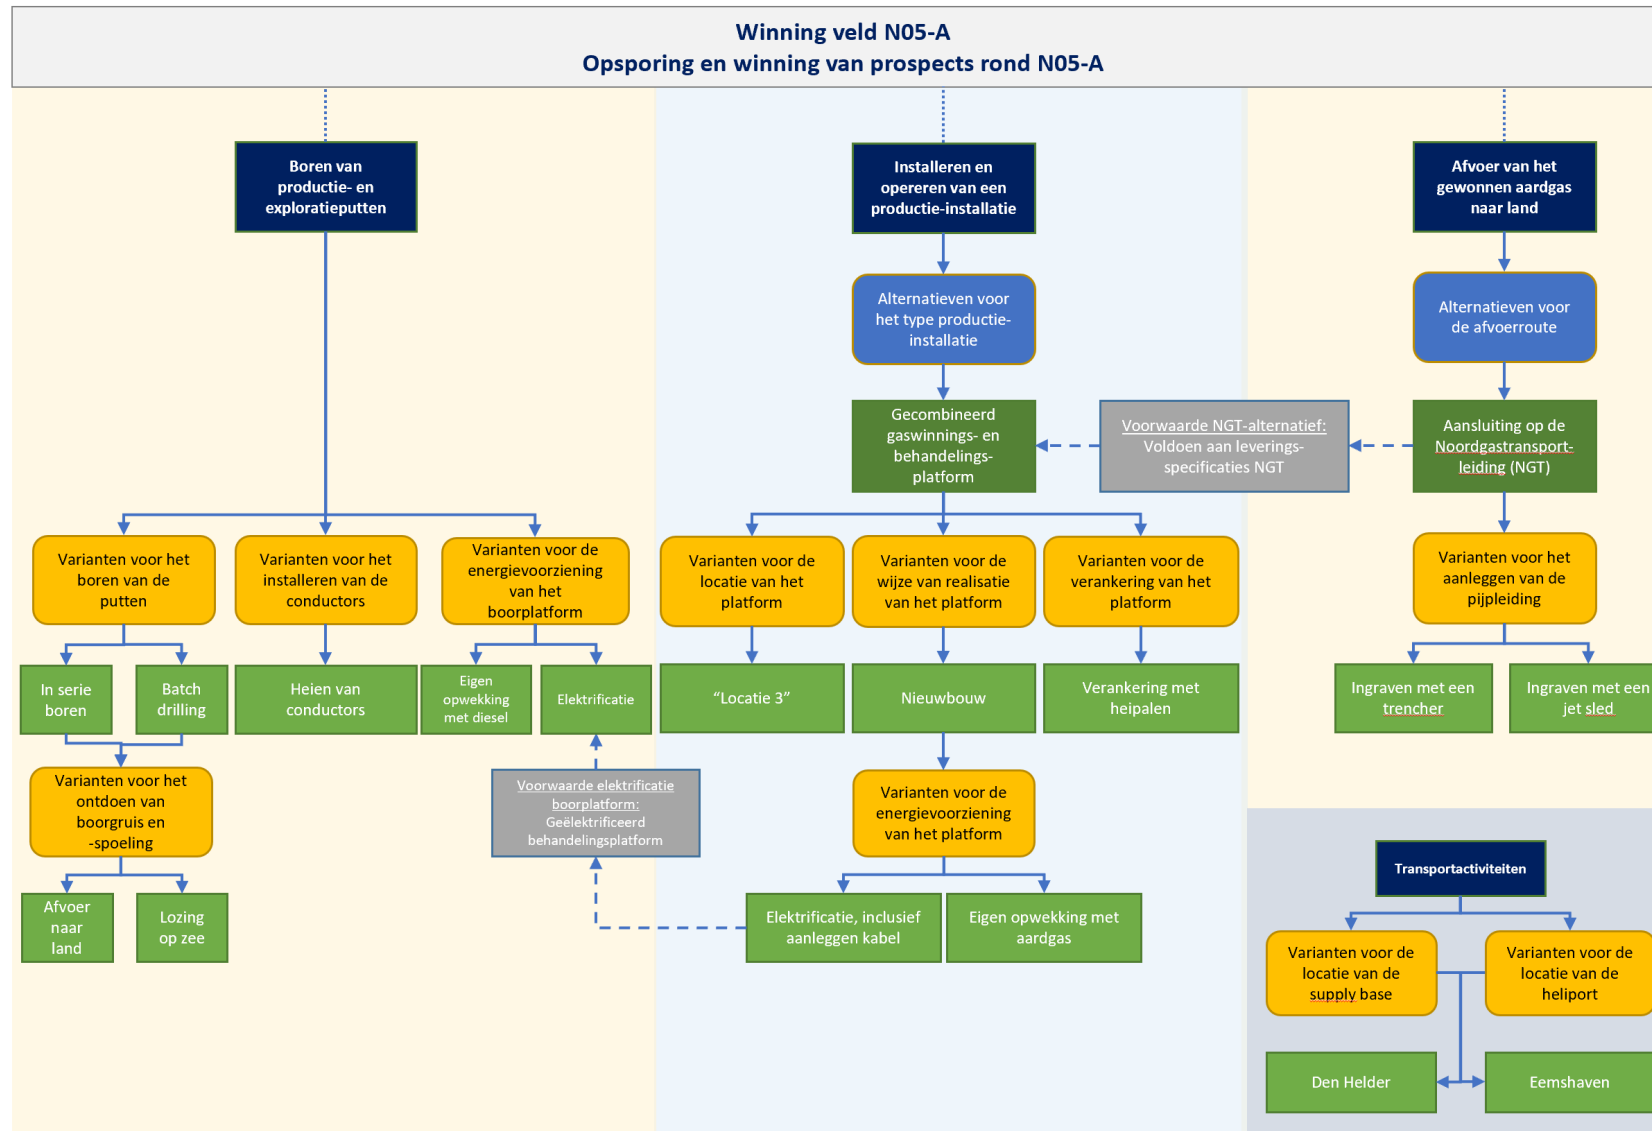 Winning veld N05-A
Opsporing en winning van prospects rond N05-A
Boren van
productie- en
exploratieputten
Installeren en
opereren van een
productie-installatie
Afvoer van het
gewonnen aardgas
naar land
Alternatieven voor
het type productie-
installatie
Alternatieven voor
de afvoerroute
Gecombineerd
gaswinnings- en
behandelings-
platform
Voorwaarde NGT-alternatief:
Voldoen aan leverings-
specificaties NGT
Aansluiting op de
Noordgastransport-
leiding (NGT)
Varianten voor het
boren van de
putten
Varianten voor het
installeren van de
conductors
Varianten voor de
energievorziening
van het
boorplatform
Varianten voor de
locatie van het
platform
Varianten voor de
wijze van realisatie
van het platform
Varianten voor de
verankering van het
platform
Varianten voor het
aanleggen van de
pijpleiding
In serie
boren
Batch
drilling
Heien van
conductors
Eigen
opwekking
met diesel
Elektrificatie
“Locatie 3”
Nieuwbouw
Verankering met
heipalen
Ingraven met een
trencher
Ingraven met een
jet sled
Varianten voor het
ontdoen van
boorgruis en
-spoeling
Voorwaarde elektrificatie
boorplatform:
Geëlektrificeerd
behandelingsplatform
Varianten voor de
energievoorziening
van het platform
Transportactiviteiten
Afvoer
naar
land
Lozing
op zee
Elektrificatie, inclusief
aanleggen kabel
Eigen opwekking met
aardgas
Varianten voor de
locatie van de
supply base
Varianten voor de
locatie van de
heliport
Den Helder
Eemshaven